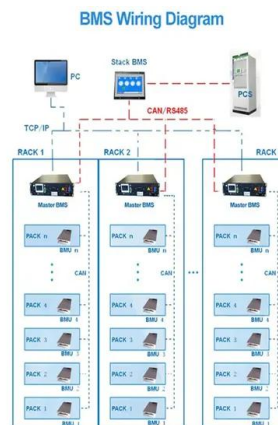 BMS Wiring Diagram
PC
Stack BMS
PCS
CAN/RS485
TCP/IP
RACK 1
RACK 2
RACK
Master BMS
Master BMS
Master BMS
PACK n
BMU n
PACK n
BMU n
PACK n
BMU n
CAN
CAN
...
CAN
PACK 4
BMU 4
PACK 4
BMU 4
PACK 4
BMU 4
PACK 3
BMU 3
PACK 3
BMU 3
PACK 3
BMU 3
PACK 2
BMU
PACK 2
BMU
PACK 2
BMU
PACK 1
BMU
PACK 1
BMU
PACK 1
BMU